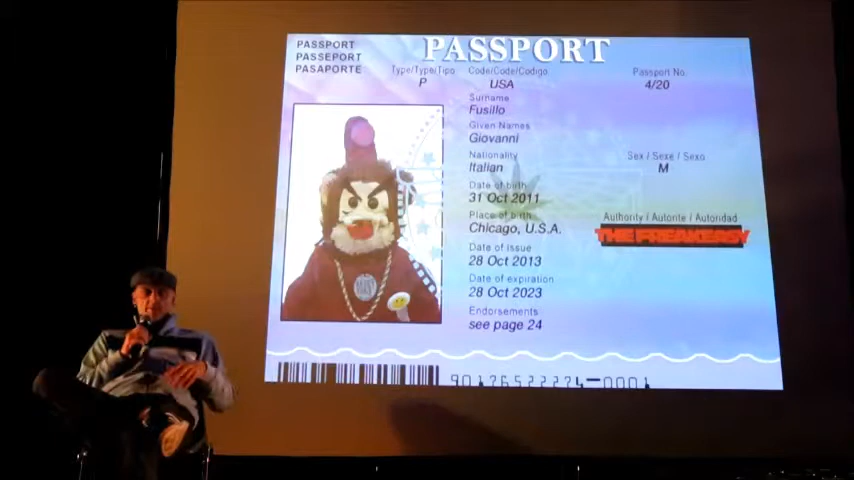 PASSPORT
PASSEPORT
PASAPORTE
PASSPORT
Type/Type/Tipo Code/Code/Codigo Passport No.
P USA 4/20
Surname
Fusillo
Given Names
Giovanni
Nationality Sex / Sexe / Sexo
Italian M
Date of birth
31 Oct 2011
Place of birth Authority / Autorite / Autoridad
Chicago, U.S.A. THE FREAKEASY
Date of Issue
28 Oct 2013
Date of expiration
28 Oct 2023
Endorsements
see page 24